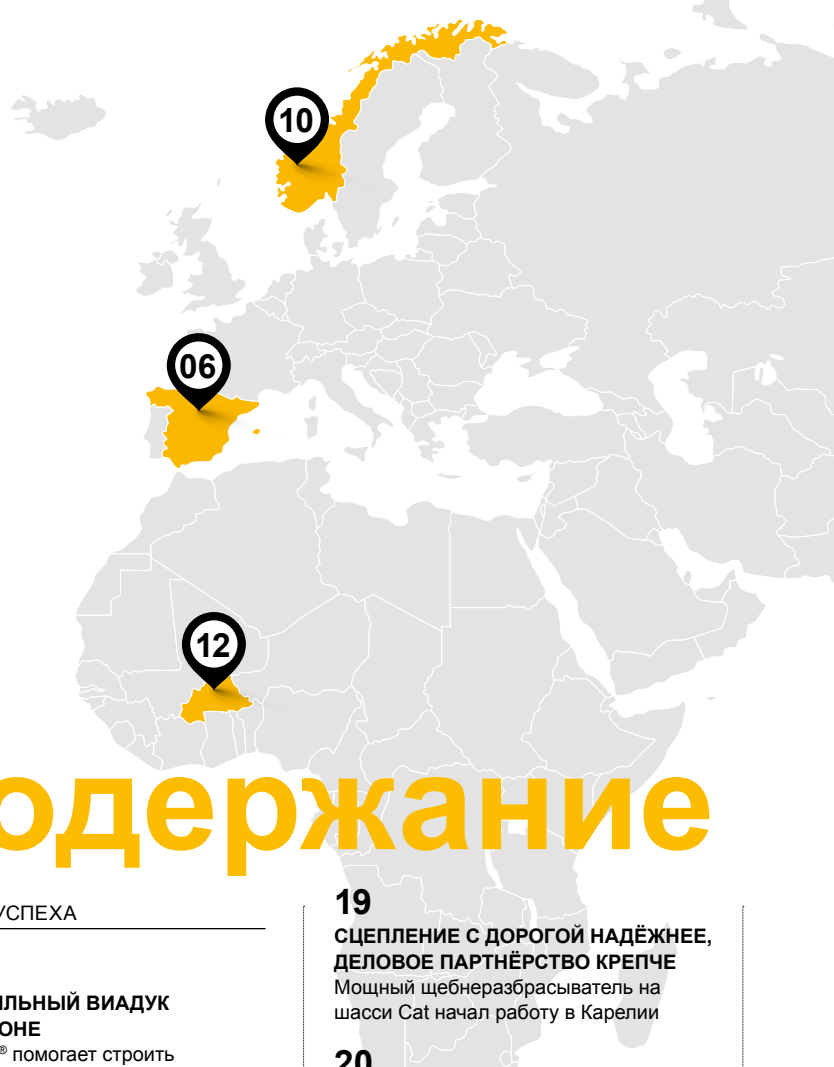 10
06
12
одержание
УСПЕХА
ИЛЬНЫЙ ВИАДУК
ОНЕ
® помогает строить
19
СЦЕПЛЕНИЕ С ДОРОГОЙ НАДЁЖНЕЕ,
ДЕЛОВОЕ ПАРТНЁРСТВО КРЕПЧЕ
Мощный щебнеразбрасыватель на
шасси Cat начал работу в Карелии
20